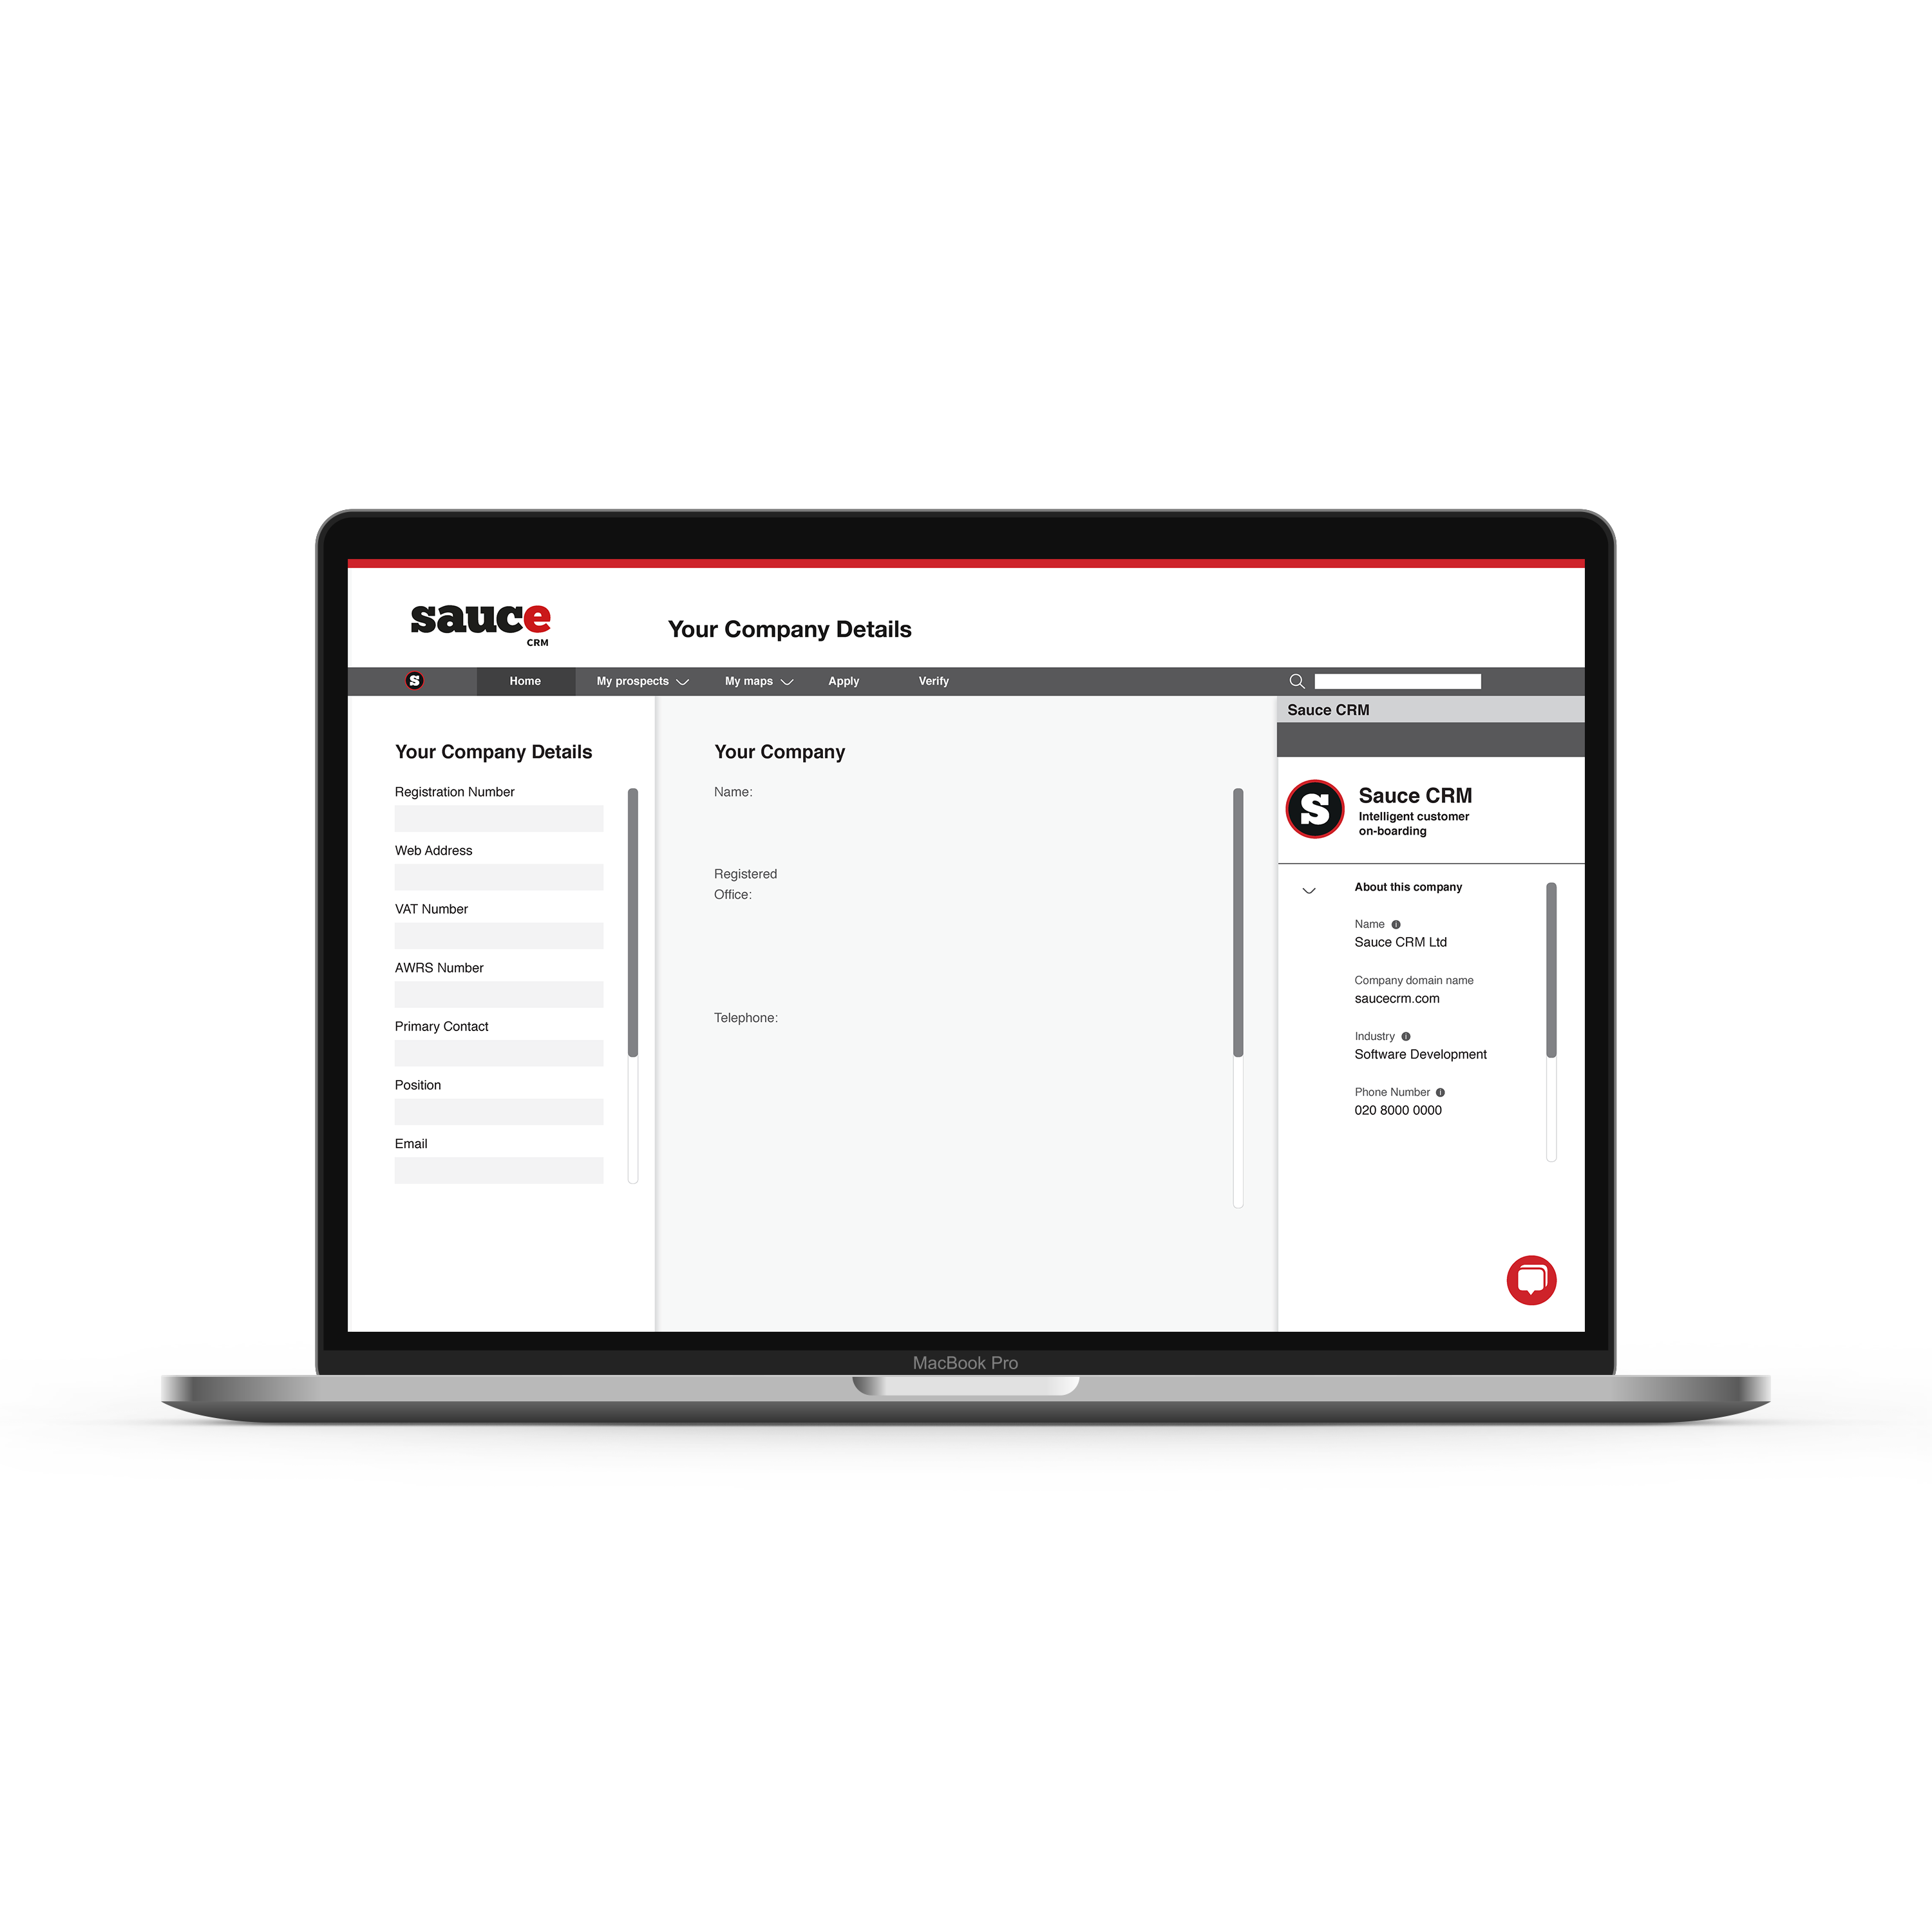 sauce
CRM
Your Company Details
S
Home
My prospects
My maps
Apply
Verify
Your Company Details
Registration Number
Web Address
VAT Number
AWRS Number
Primary Contact
Position
Email
Your Company
Name:
Registered
Office:
Telephone:
Sauce CRM
S
Sauce CRM
Intelligent customer
on-boarding
About this company
Name i
Sauce CRM Ltd
Company domain name
saucecrm.com
Industry i
Software Development
Phone Number i
020 8000 0000
MacBook Pro